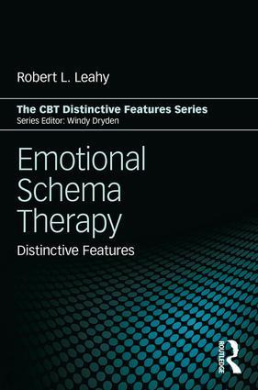 Robert L. Leahy
The CBT Distinctive Features Series
Series Editor: Windy Dryden
Emotional
Schema
Therapy
Distinctive Features
ROUTLEDGE